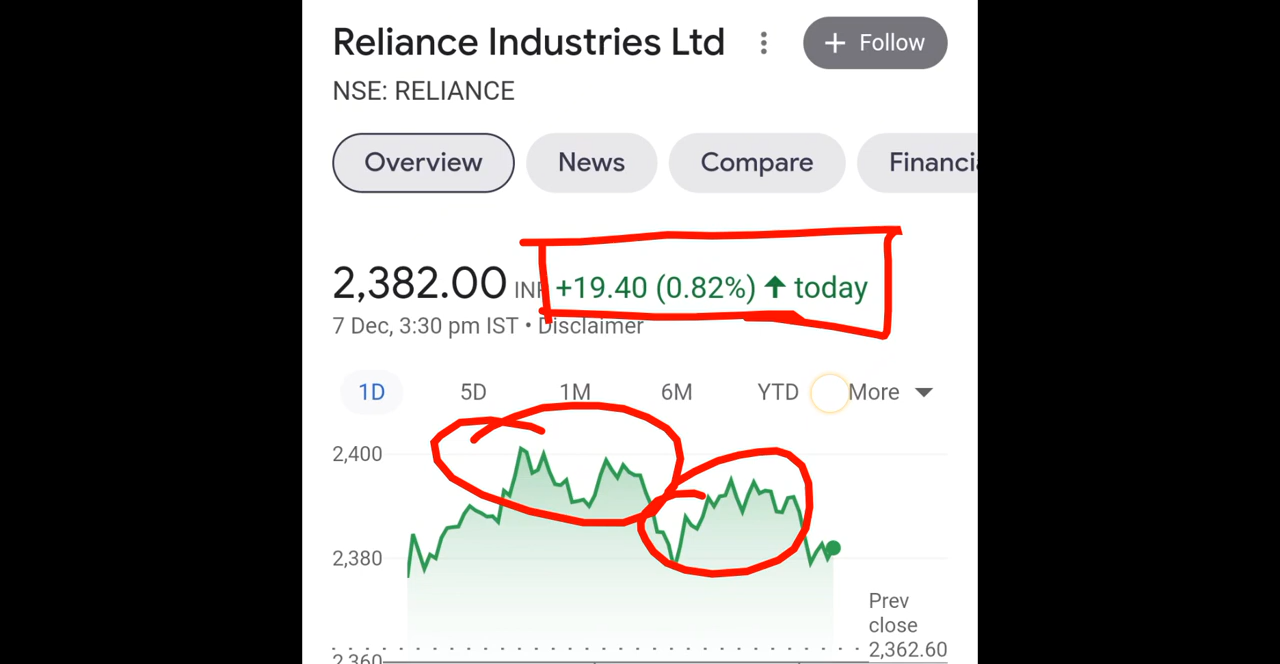 Reliance Industries Ltd
+ Follow
NSE: RELIANCE
Overview News Compare
2,382.00 +19.40 (0.82%) ↑ today
7 Dec, 3:30 pm IST • Disclaimer
1D 5D 1M 6M YTD More
2,400
2,380
Prev
close
2,362.60
2,360